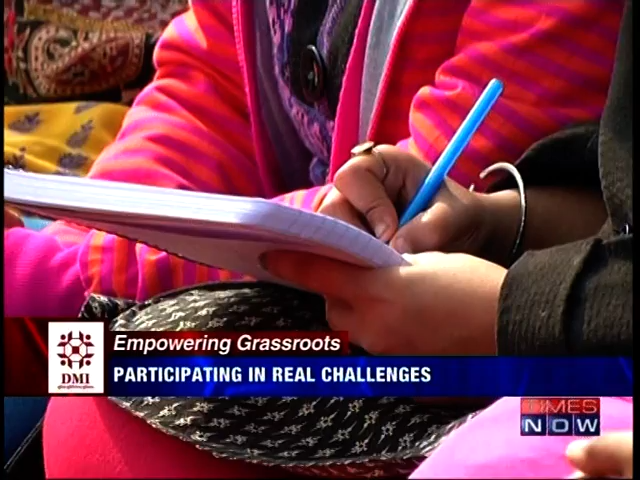 Empowering Grassroots
DMI
PARTICIPATING IN REAL CHALLENGES
TIMES
NOW